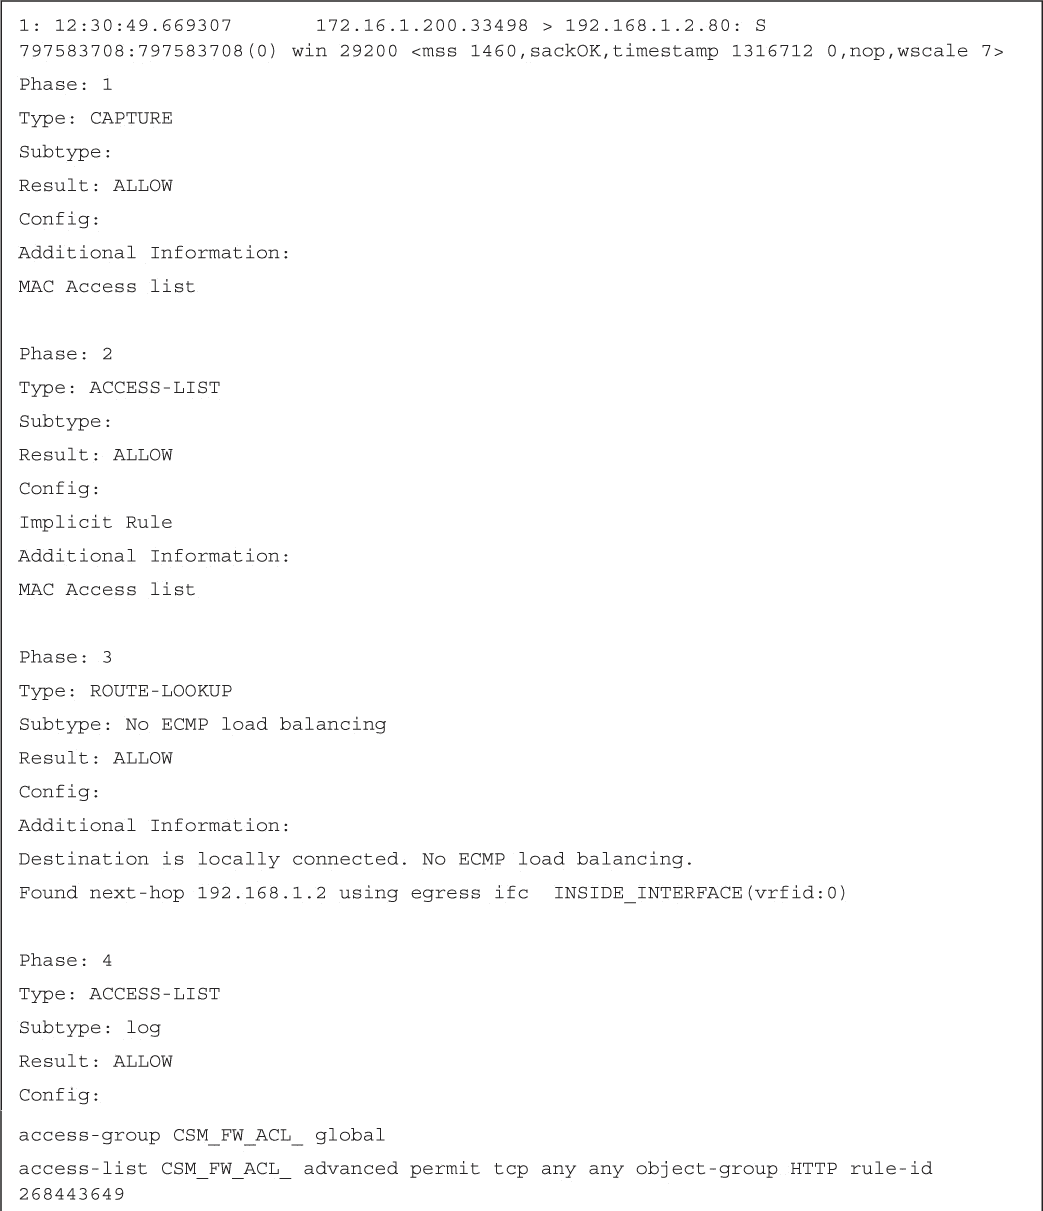 1: 12:30:49.669307 172.16.1.200.33498 > 192.168.1.2.80: S
797583708:797583708(0) win 29200 <mss 1460,sackOK,timestamp 1316712 0,nop,wscale 7>
Phase: 1
Type: CAPTURE
Subtype:
Result: ALLOW
Config:
Additional Information:
MAC Access list
Phase: 2
Type: ACCESS-LIST
Subtype:
Result: ALLOW
Config:
Implicit Rule
Additional Information:
MAC Access list
Phase: 3
Type: ROUTE-LOOKUP
Subtype: No ECMP load balancing
Result: ALLOW
Config:
Additional Information:
Destination is locally connected. No ECMP load balancing.
Found next-hop 192.168.1.2 using egress ifc INSIDE_INTERFACE(vrfid:0)
Phase: 4
Type: ACCESS-LIST
Subtype: log
Result: ALLOW
Config:
access-group CSM_FW_ACL_ global
access-list CSM_FW_ACL_ advanced permit tcp any any object-group HTTP rule-id
268443649